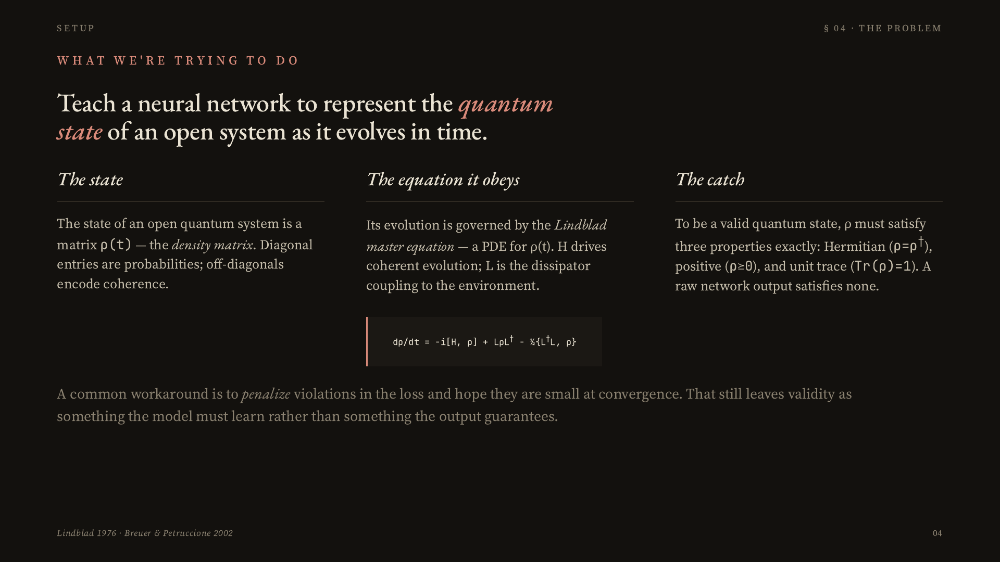 SETUP
§ 04 · THE PROBLEM
WHAT WE'RE TRYING TO DO
Teach a neural network to represent the quantum
state of an open system as it evolves in time.
The state
The state of an open quantum system is a
matrix ρ(t) — the density matrix. Diagonal
entries are probabilities; off-diagonals
encode coherence.
The equation it obeys
Its evolution is governed by the Lindblad
master equation — a PDE for ρ(t). H drives
coherent evolution; L is the dissipator
coupling to the environment.
dρ/dt = -i[H, ρ] + LρL† - ½{L†L, ρ}
The catch
To be a valid quantum state, ρ must satisfy
three properties exactly: Hermitian (ρ=ρ†),
positive (ρ≥0), and unit trace (Tr(ρ)=1). A
raw network output satisfies none.
A common workaround is to penalize violations in the loss and hope they are small at convergence. That still leaves validity as
something the model must learn rather than something the output guarantees.
Lindblad 1976 · Breuer & Petruccione 2002
04